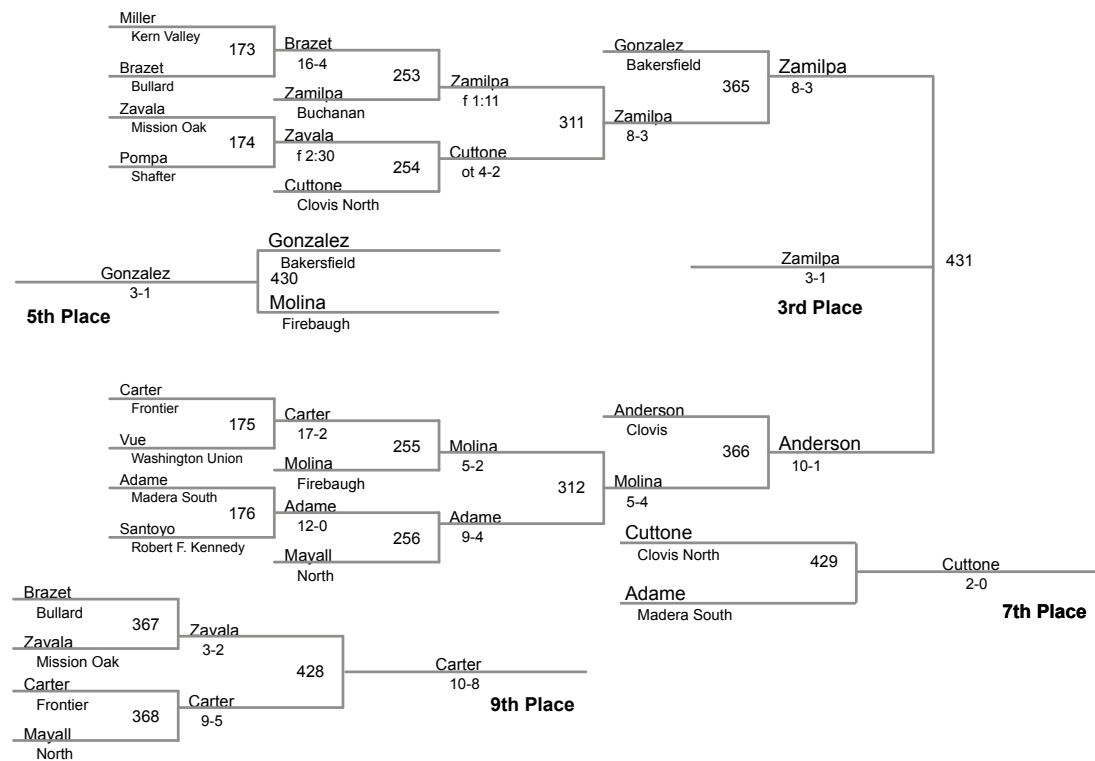 Miller
Kern Valley
173
Brazet
Bullard
Zavala
Mission Oak
174
Pompa
Shafter
Brazet
16-4
253
Zamilpa
Buchanan
Zavala
f 2:30
254
Cuttone
Clovis North
Zamilpa
f 1:11
311
Cuttone
ot 4-2
Gonzalez
Bakersfield
365
Zamilpa
8-3
Zamilpa
8-3
Gonzalez
Bakersfield
430
Molina
Firebaugh
Gonzalez
3-1
5th Place
Zamilpa
3-1
3rd Place
431
Carter
Frontier
175
Vue
Washington Union
Adame
Madera South
176
Santoyo
Robert F. Kennedy
Carter
17-2
255
Molina
Firebaugh
Adame
12-0
256
Mayall
North
Molina
5-2
312
Adame
9-4
Anderson
Clovis
366
Molina
5-4
Anderson
10-1
Cuttone
Clovis North
429
Adame
Madera South
Cuttone
2-0
7th Place
Brazet
Bullard
367
Zavala
Mission Oak
Carter
Frontier
368
Mayall
North
Zavala
3-2
428
Carter
9-5
Carter
10-8
9th Place